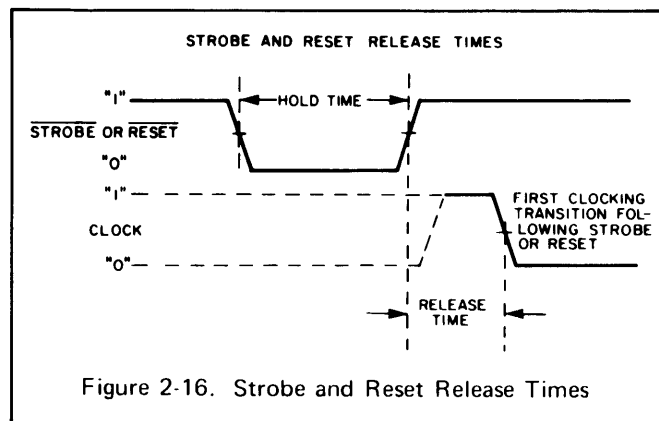 STROBE AND RESET RELEASE TIMES
"1"
HOLD TIME
STROBE OR RESET
"0"
"1"
FIRST CLOCKING
TRANSITION FOL-
LOWING STROBE
OR RESET
CLOCK
"0"
RELEASE
TIME
Figure 2-16. Strobe and Reset Release Times